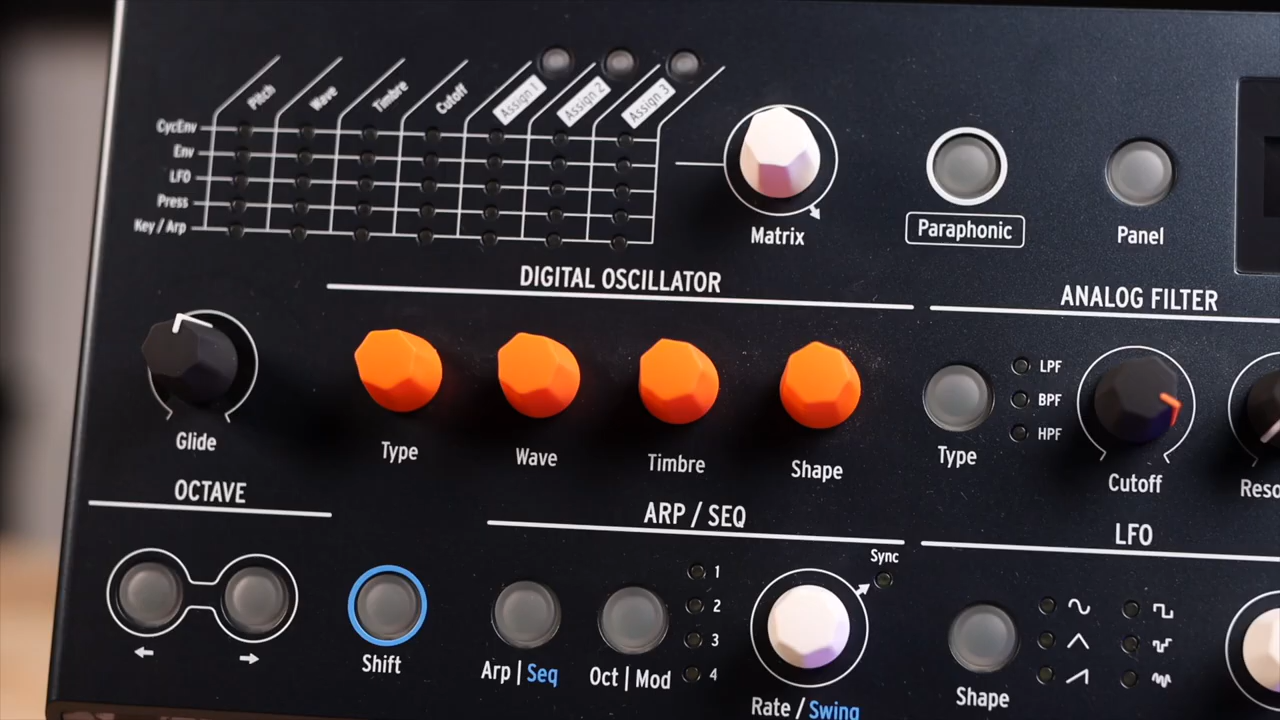 Pitch
Wave
Timbre
Cutoff
Assign 1
Assign 2
Assign 3
CycEnv
Env
LFO
Press
Key / Arp
Matrix
Paraphonic
Panel
DIGITAL OSCILLATOR
ANALOG FILTER
Glide
Type
Wave
Timbre
Shape
Type
LPF
BPF
HPF
Cutoff
Reso
OCTAVE
ARP / SEQ
LFO
Shift
Arp | Seq
Oct | Mod
1
2
3
4
Sync
Rate / Swing
Shape